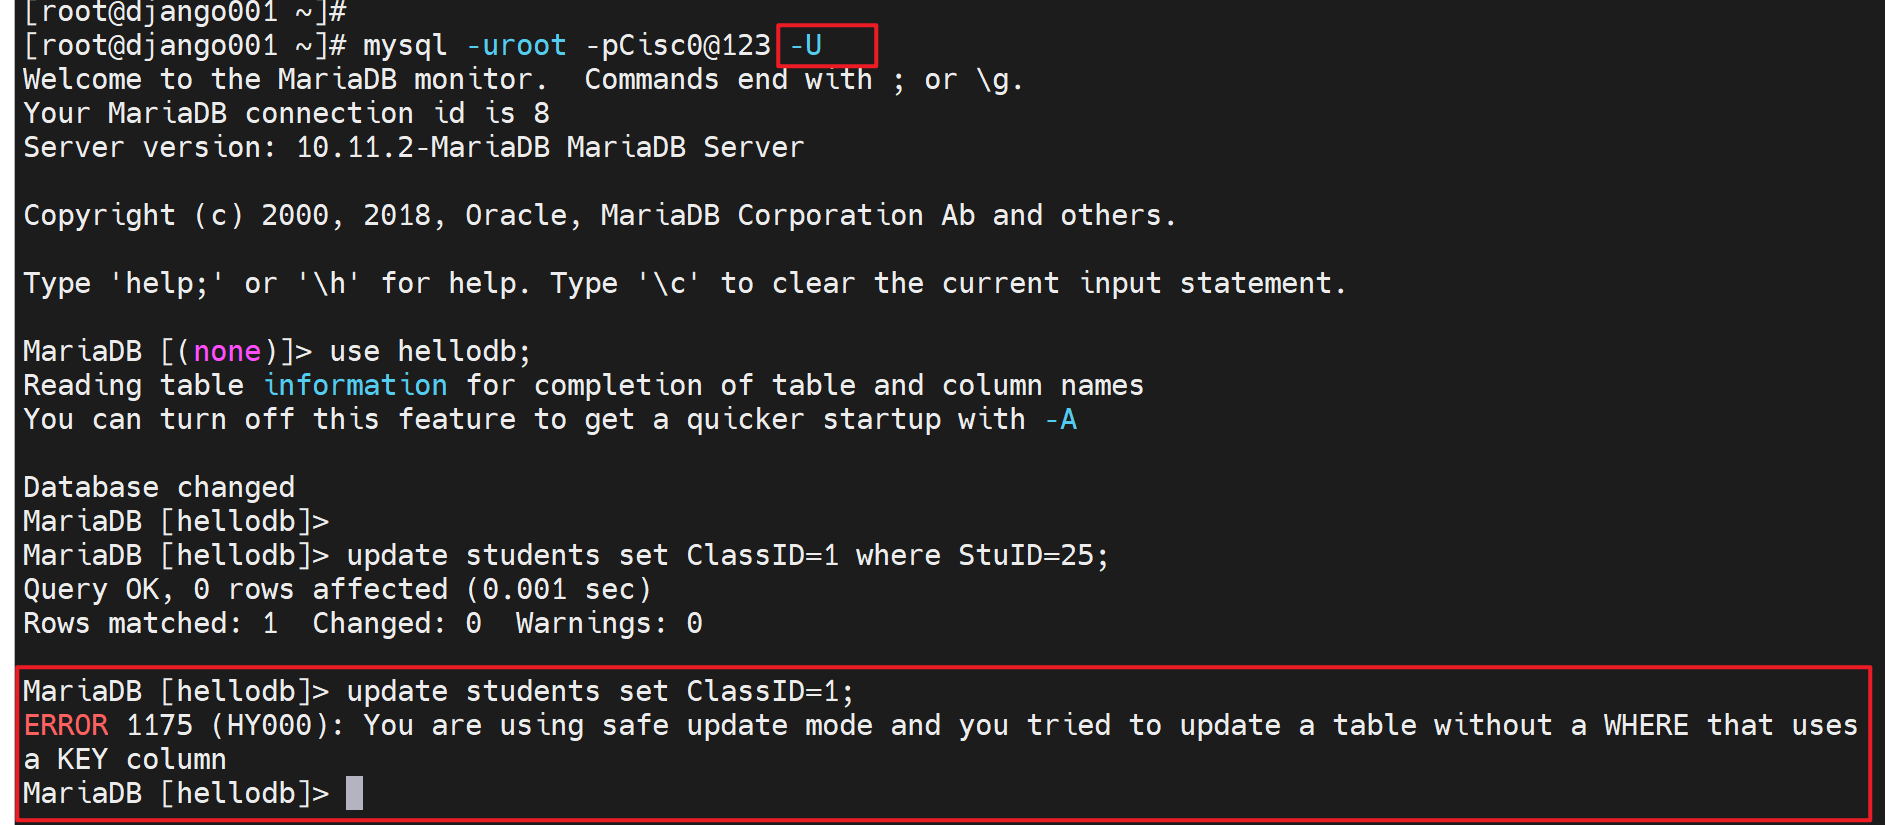 [root@django001 ~]#
[root@django001 ~]# mysql -uroot -pCisc0@123 -U
Welcome to the MariaDB monitor.  Commands end with ; or \g.
Your MariaDB connection id is 8
Server version: 10.11.2-MariaDB MariaDB Server
Copyright (c) 2000, 2018, Oracle, MariaDB Corporation Ab and others.
Type 'help;' or '\h' for help. Type '\c' to clear the current input statement.
MariaDB [(none)]> use hellodb;
Reading table information for completion of table and column names
You can turn off this feature to get a quicker startup with -A
Database changed
MariaDB [hellodb]>
MariaDB [hellodb]> update students set ClassID=1 where StuID=25;
Query OK, 0 rows affected (0.001 sec)
Rows matched: 1  Changed: 0  Warnings: 0
MariaDB [hellodb]> update students set ClassID=1;
ERROR 1175 (HY000): You are using safe update mode and you tried to update a table without a WHERE that uses
a KEY column
MariaDB [hellodb]>